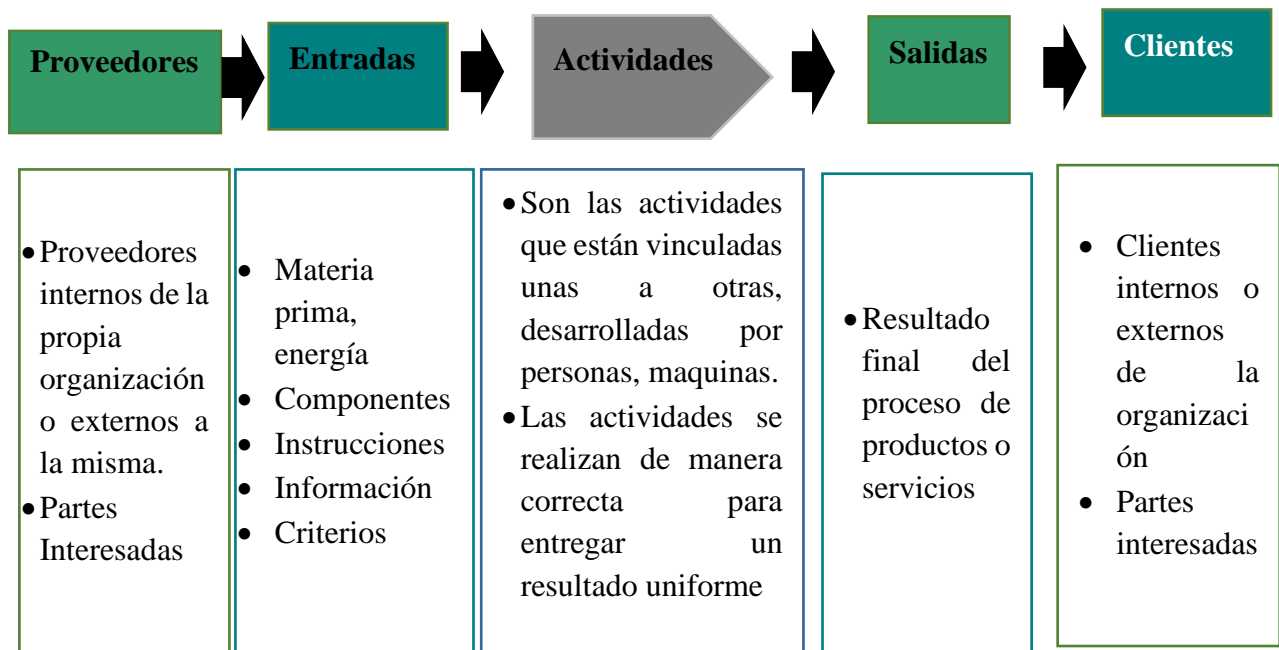 Proveedores
Entradas
Actividades
Salidas
Clientes
• Proveedores
internos de la
propia
organización
o externos a
la misma.
• Partes
Interesadas
• Materia
prima,
energía
• Componentes
• Instrucciones
• Información
• Criterios
• Son las actividades
que están vinculadas
unas a otras,
desarrolladas por
personas, maquinas.
• Las actividades se
realizan de manera
correcta para
entregar un
resultado uniforme
• Resultado
final del
proceso de
productos o
servicios
• Clientes
internos o
externos
de la
organizaci
ón
• Partes
interesadas